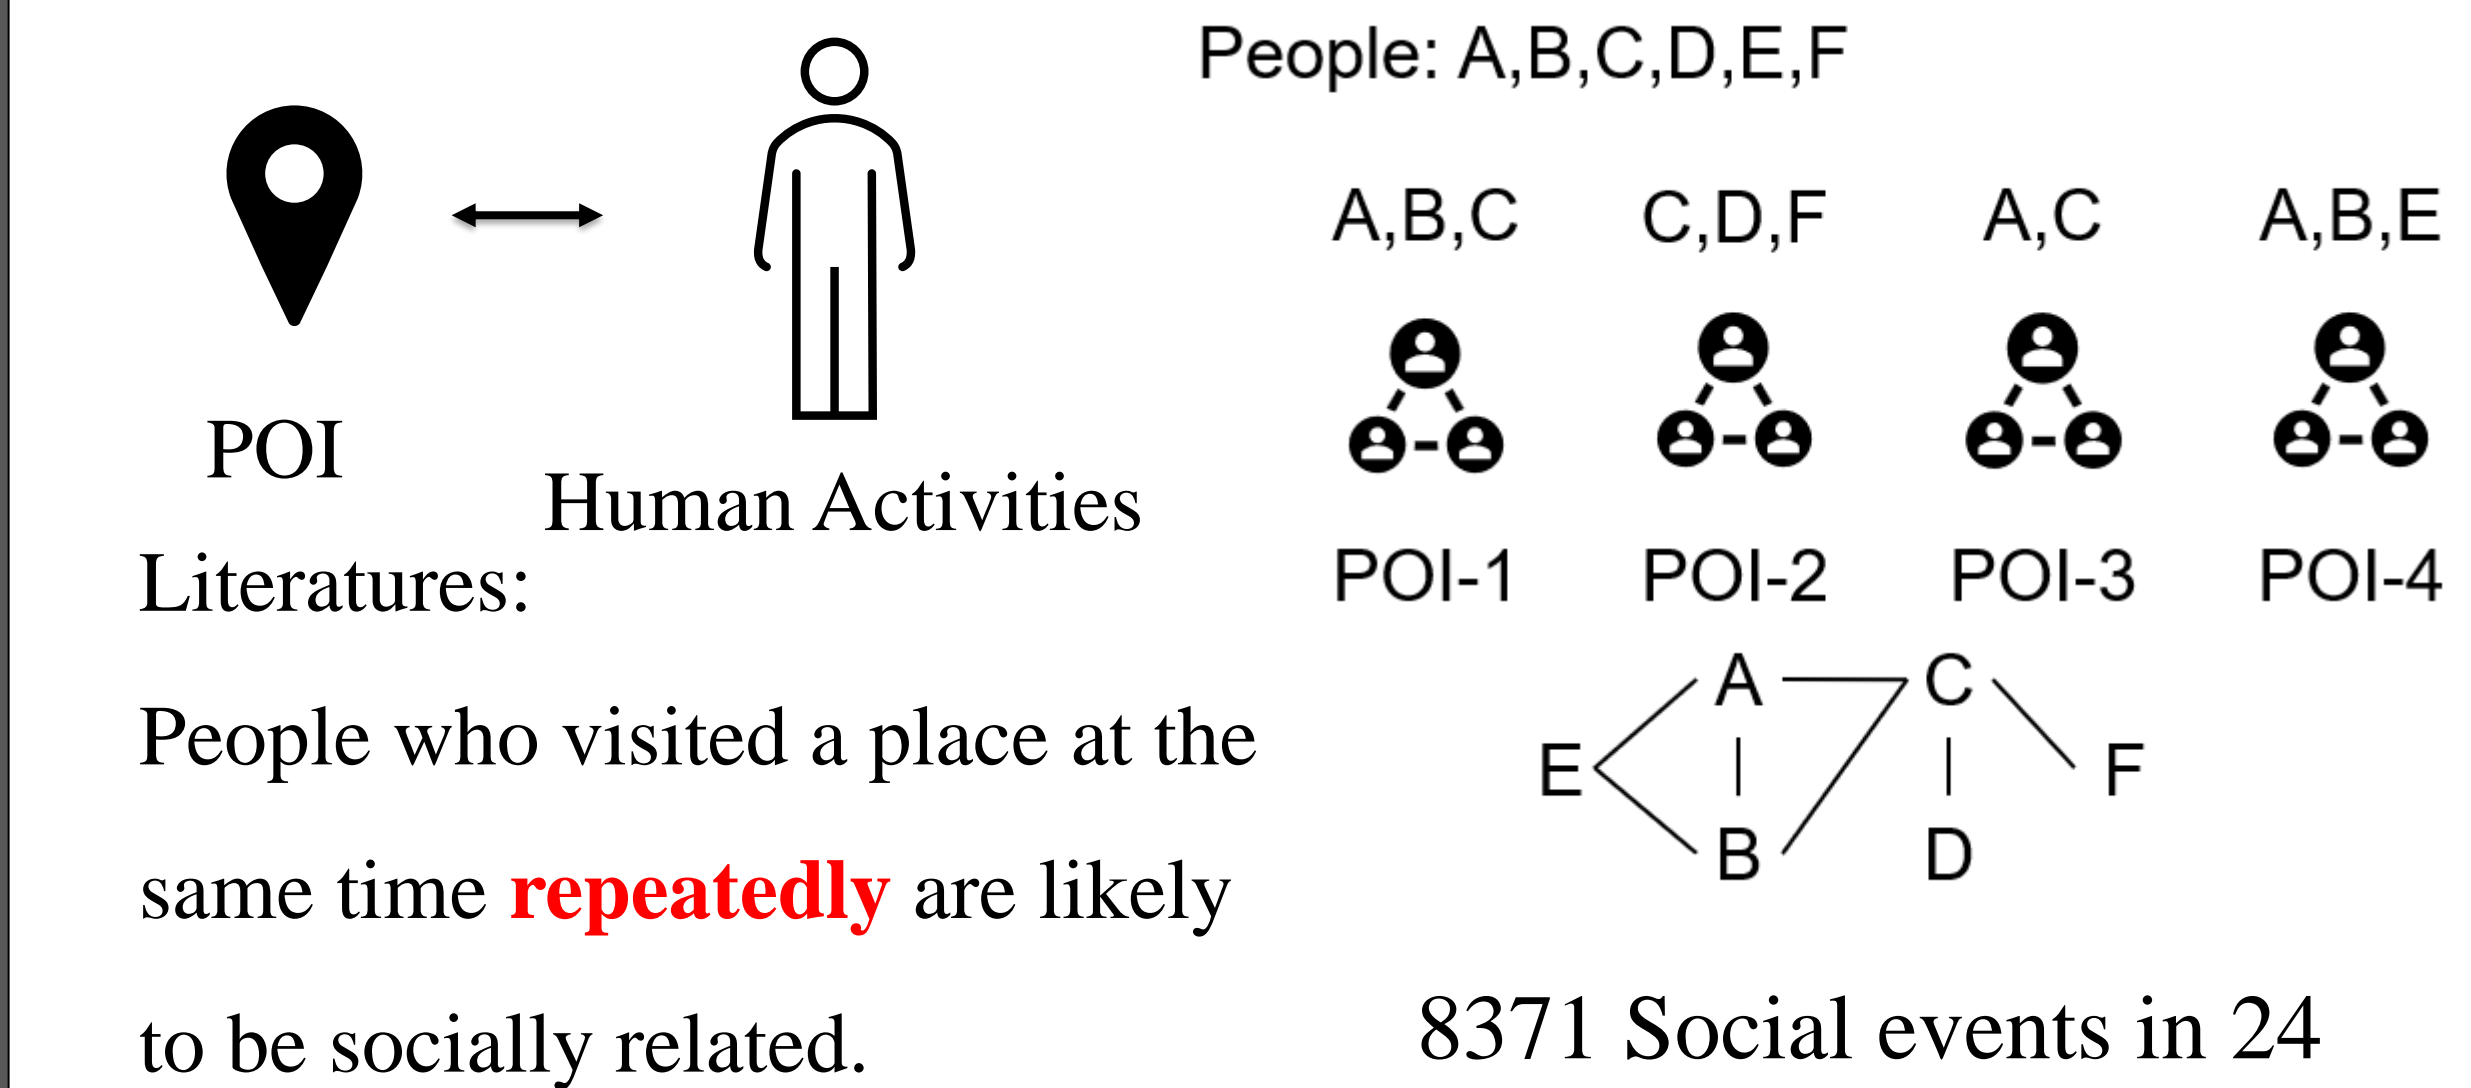 POI
Human Activities
Literatures:
People who visited a place at the
same time repeatedly are likely
to be socially related.
People: A,B,C,D,E,F
A,B,C C,D,F A,C A,B,E
POI-1 POI-2 POI-3 POI-4
A C
E F
B D
8371 Social events in 24